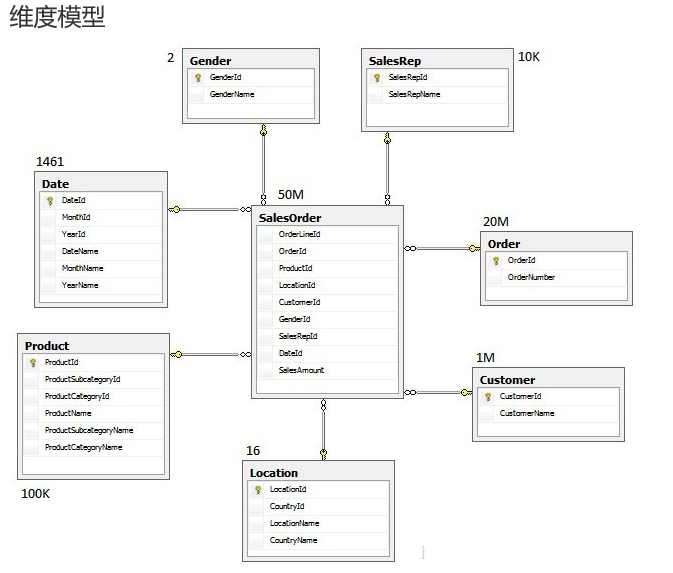 维度模型
2
Gender
GenderId
GenderName
SalesRep
10K
SalesRepId
SalesRepName
1461
Date
DateId
MonthId
YearId
DateName
MonthName
YearName
50M
SalesOrder
OrderLineId
OrderId
ProductId
LocationId
CustomerId
GenderId
SalesRepId
DateId
SalesAmount
20M
Order
OrderId
OrderNumber
Product
ProductId
ProductSubcategoryId
ProductCategoryId
ProductName
ProductSubcategoryName
ProductCategoryName
100K
1M
Customer
CustomerId
CustomerName
16
Location
LocationId
CountryId
LocationName
CountryName
}